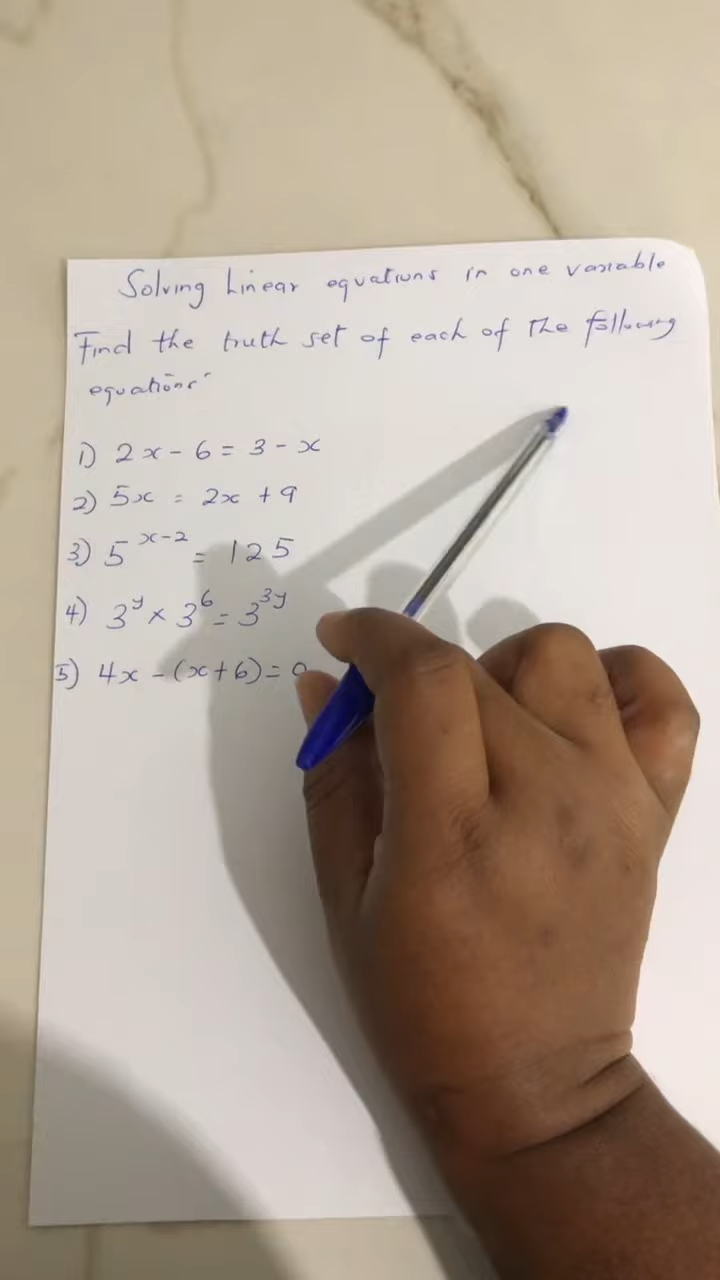 Solving Linear equations in one variable
Find the truth set of each of the following
equations
1) 2x - 6 = 3 - x
2) 5x = 2x + 9
3) 5^{x-2} = 125
4) 3^y × 3^6 = 3^{3y}
5) 4x - (x + 6) =